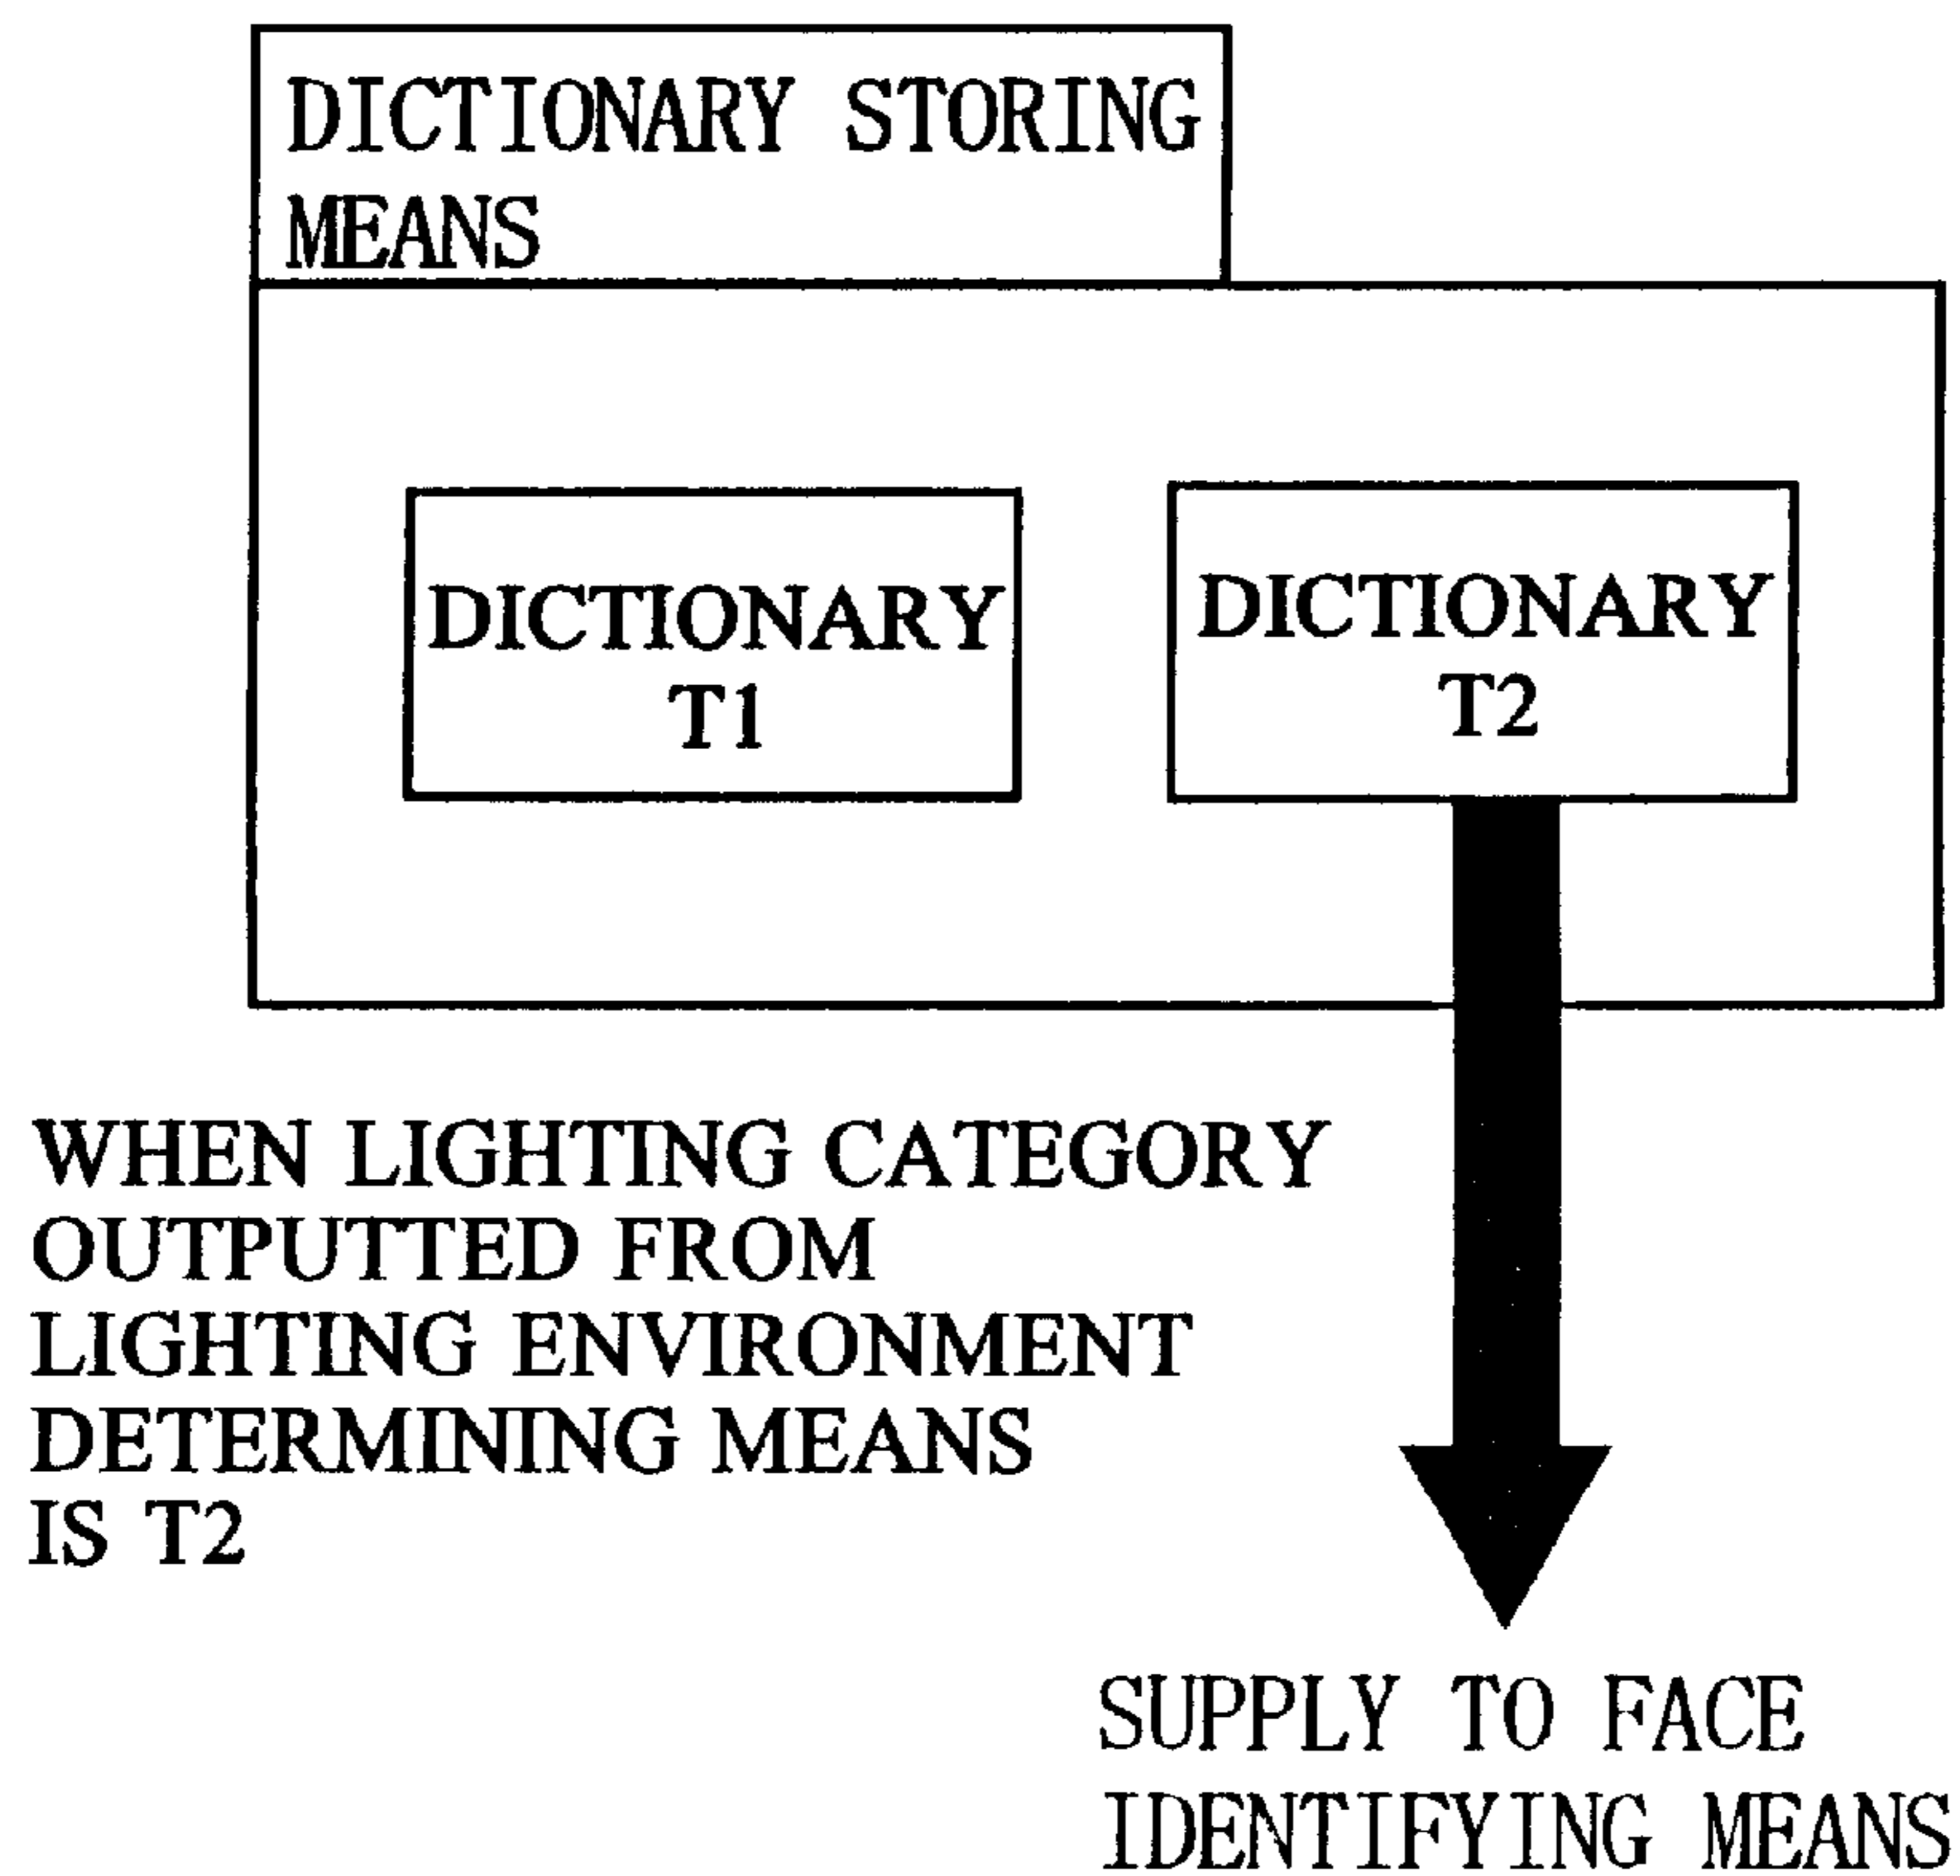 DICTIONARY STORING
MEANS
DICTIONARY
T1
DICTIONARY
T2
WHEN LIGHTING CATEGORY
OUTPUTTED FROM
LIGHTING ENVIRONMENT
DETERMINING MEANS
IS T2
SUPPLY TO FACE
IDENTIFYING MEANS